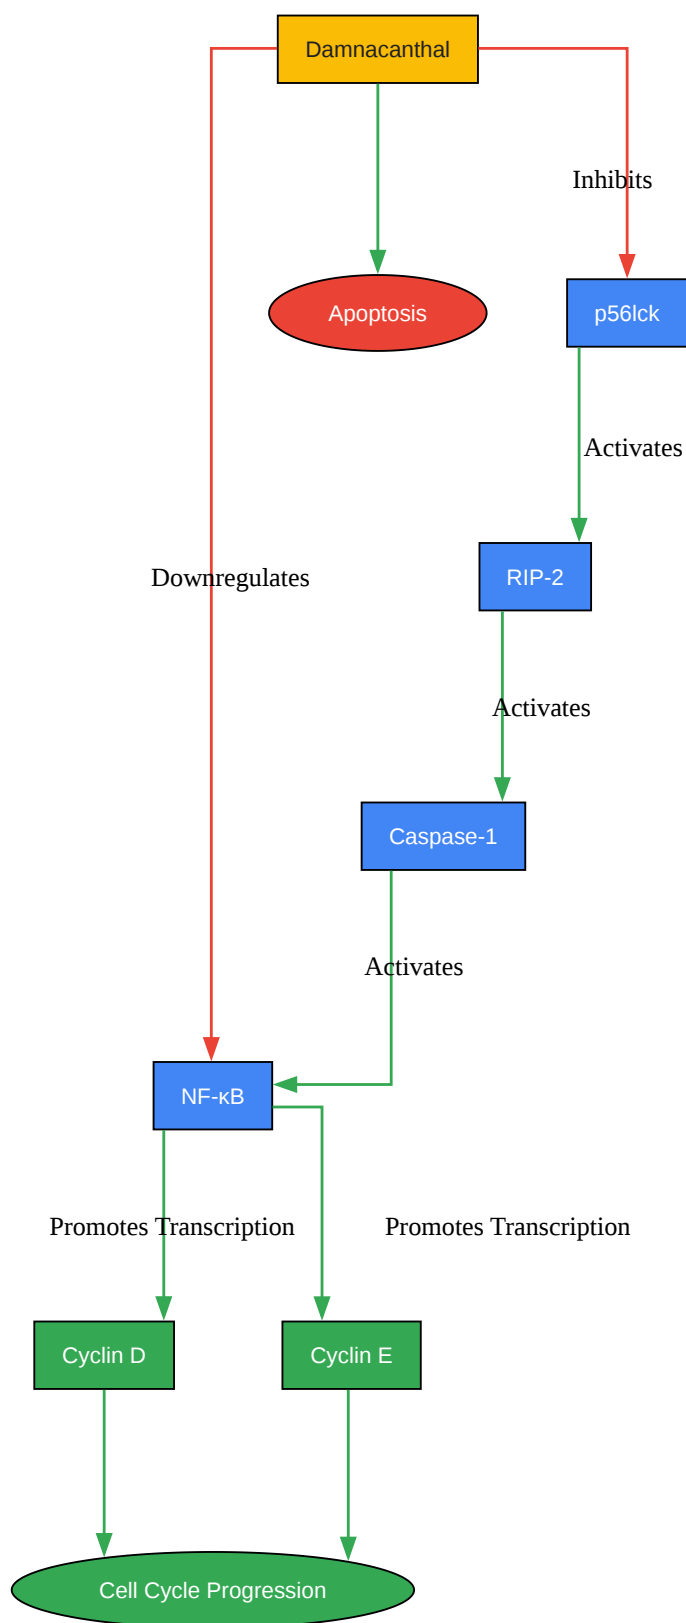 Damnacanthal
Inhibits
Apoptosis
p56lck
Activates
RIP-2
Downregulates
Activates
Caspase-1
Activates
NF-κB
Promotes Transcription
Promotes Transcription
Cyclin D
Cyclin E
Cell Cycle Progression